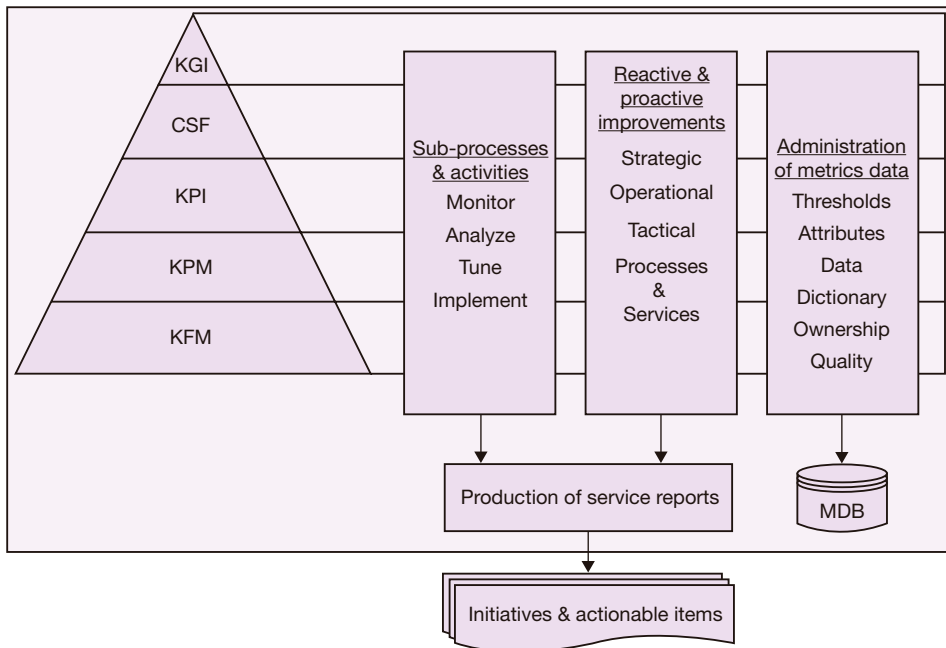 KGI
CSF
KPI
KPM
KFM
Sub-processes
& activities
Monitor
Analyze
Tune
Implement
Reactive &
proactive
improvements
Strategic
Operational
Tactical
Processes
&
Services
Administration
of metrics data
Thresholds
Attributes
Data
Dictionary
Ownership
Quality
Production of service reports
MDB
Initiatives & actionable items